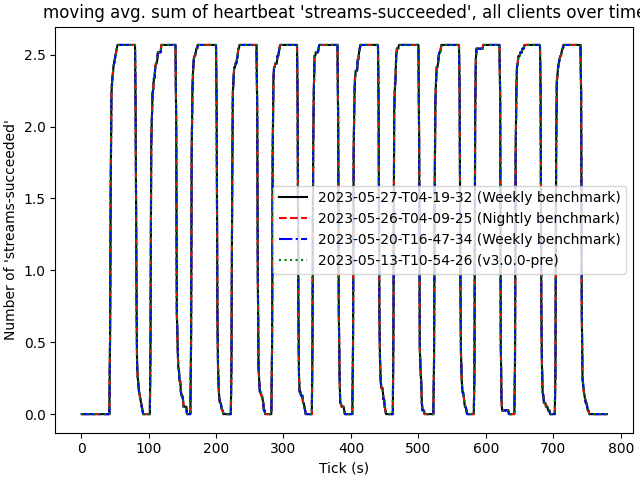 moving avg. sum of heartbeat 'streams-succeeded', all clients over time
Number of 'streams-succeeded'
2.5
2.0
1.5
1.0
0.5
0.0
2023-05-27-T04-19-32 (Weekly benchmark)
2023-05-26-T04-09-25 (Nightly benchmark)
2023-05-20-T16-47-34 (Weekly benchmark)
2023-05-13-T10-54-26 (v3.0.0-pre)
0 100 200 300 400 500 600 700 800
Tick (s)